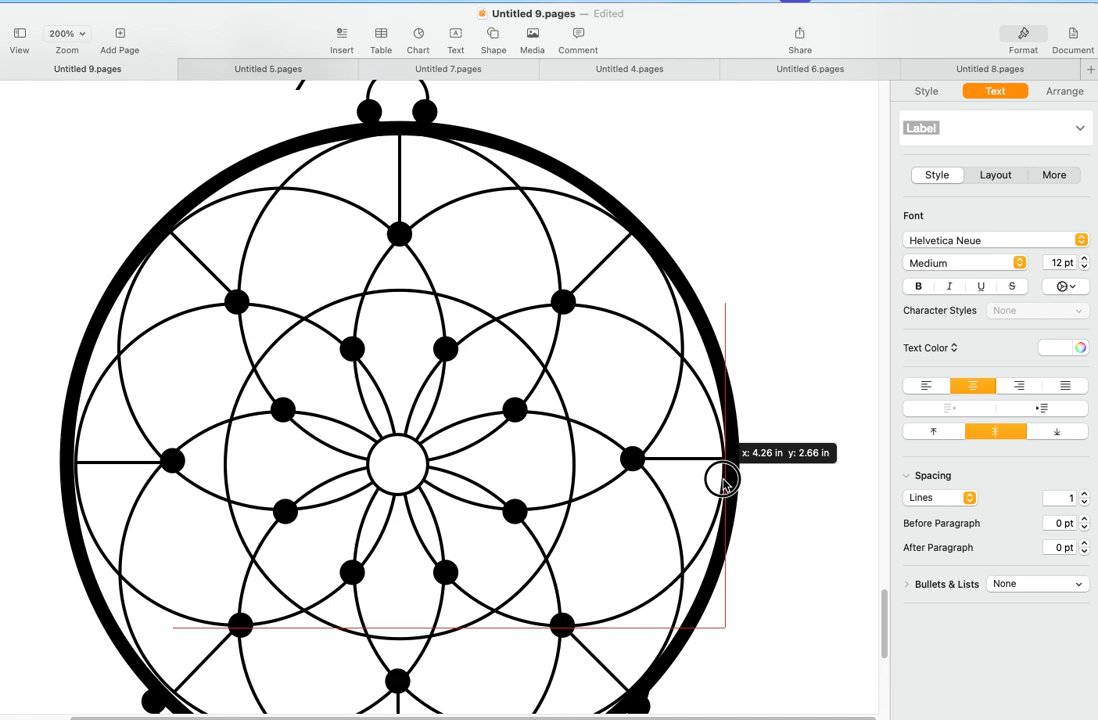 Untitled 9.pages — Edited
View
200%
Zoom
Add Page
Insert
Table
Chart
Text
Shape
Media
Comment
Share
Format
Document
Untitled 9.pages
Untitled 5.pages
Untitled 7.pages
Untitled 4.pages
Untitled 6.pages
Untitled 8.pages
Style
Text
Arrange
Label
Style
Layout
More
Font
Helvetica Neue
Medium
12 pt
B
I
U
S
Character Styles
None
Text Color
Spacing
Lines
1
Before Paragraph
0 pt
After Paragraph
0 pt
Bullets & Lists
None
x: 4.26 in y: 2.66 in